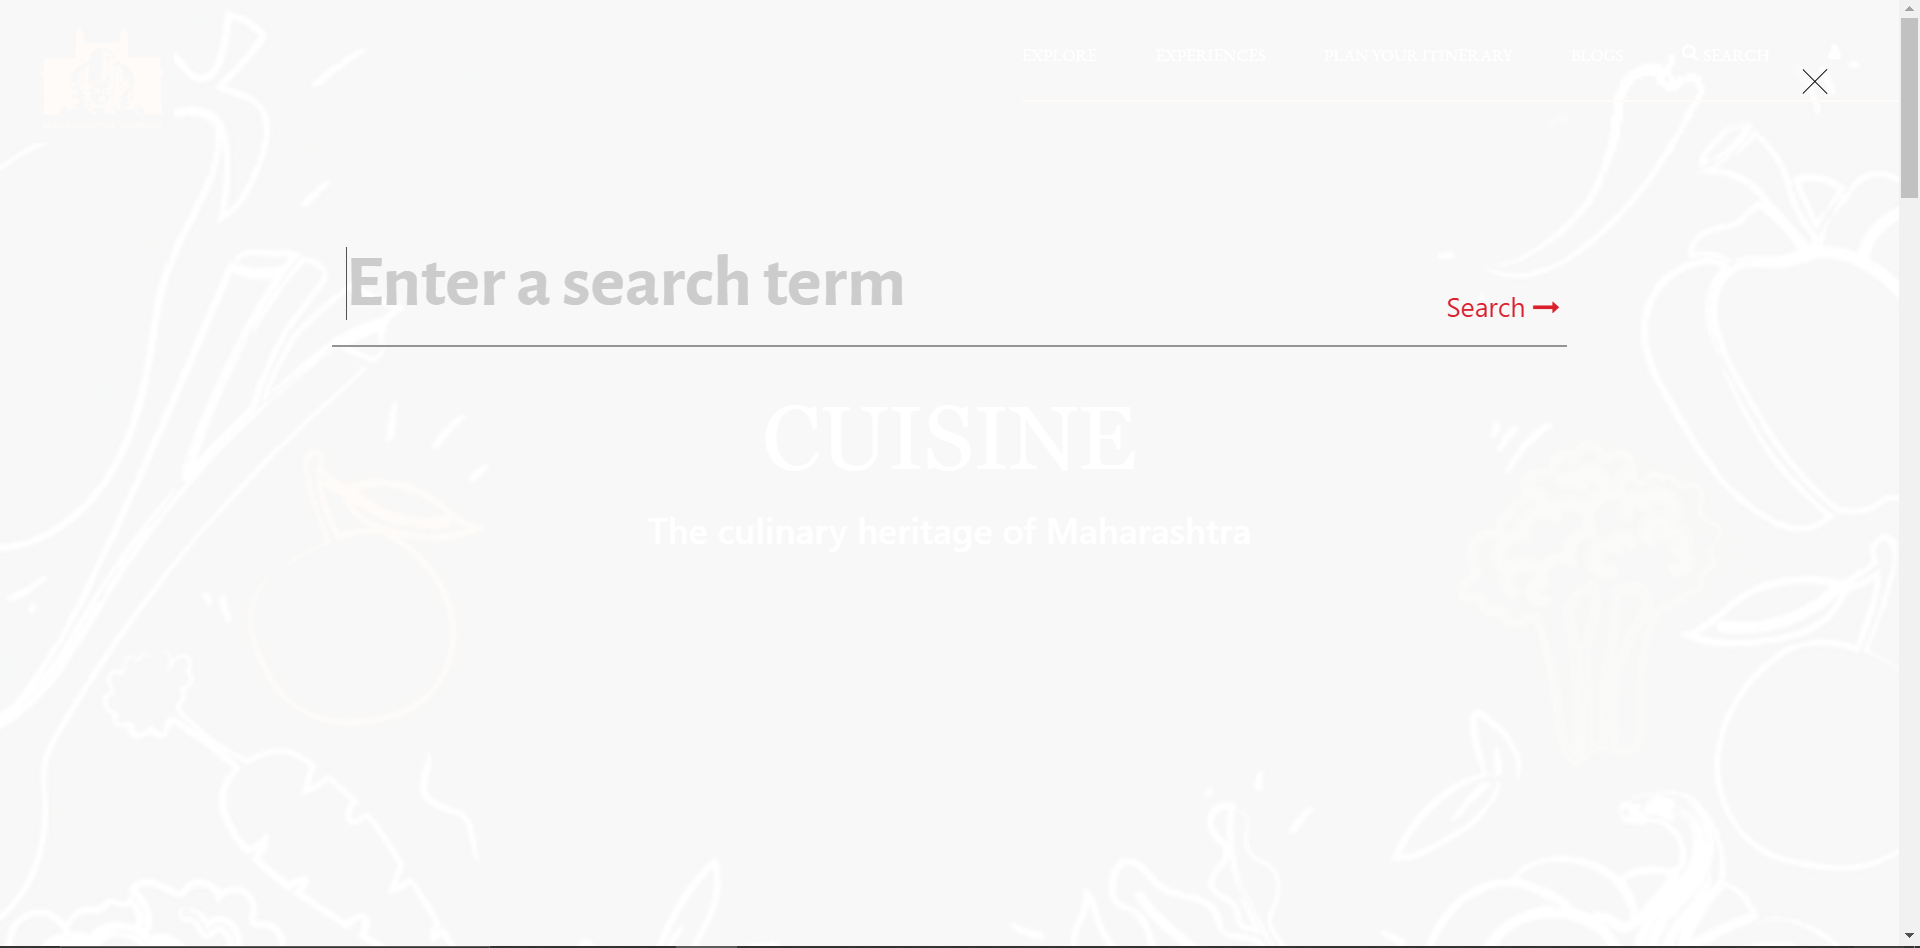 EXPLORE EXPERIENCES PLAN YOUR ITINERARY BLOGS SEARCH
Enter a search term
Search
CUISINE
The culinary heritage of Maharashtra